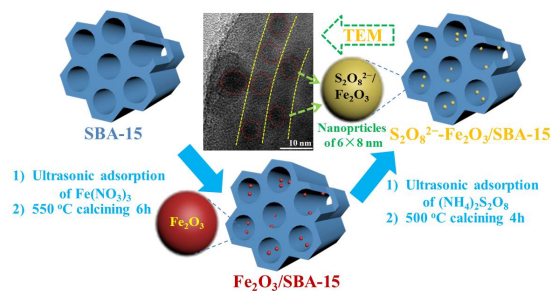 TEM
S₂O₈²⁻/
Fe₂O₃
10 nm
Nanoprticles
of 6×8 nm
SBA-15
S₂O₈²⁻-Fe₂O₃/SBA-15
1) Ultrasonic adsorption
of Fe(NO₃)₃
2) 550 °C calcining 6h
Fe₂O₃
Fe₂O₃/SBA-15
1) Ultrasonic adsorption
of (NH₄)₂S₂O₈
2) 500 °C calcining 4h